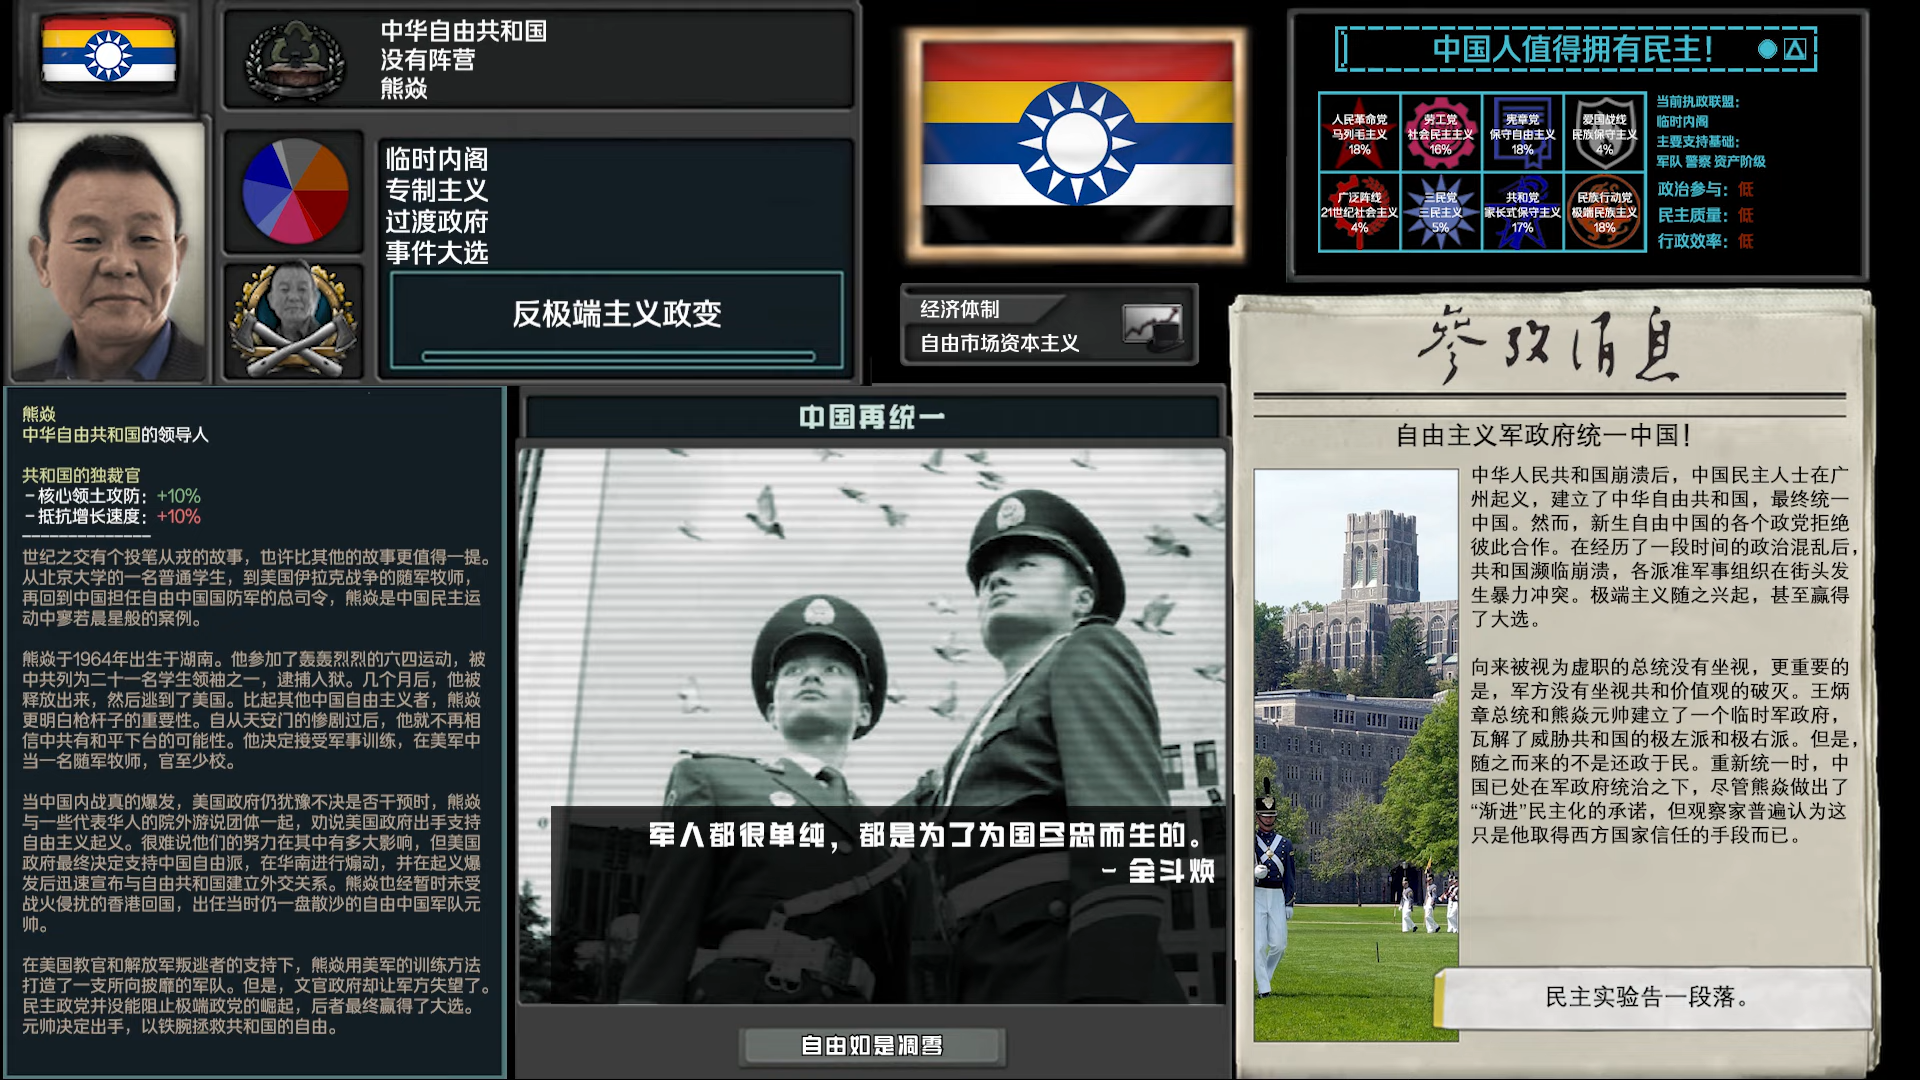 中华自由共和国
没有阵营
熊焱
临时内阁
专制主义
过渡政府
事件大选
反极端主义政变
经济体制
自由市场资本主义
中国人值得拥有民主！
人民革命党
马列毛主义
18%
劳工党
社会民主主义
16%
宪章党
保守自由主义
18%
爱国战线
民族保守主义
4%
广泛阵线
21世纪社会主义
4%
三民党
三民主义
5%
共和党
家长式保守主义
17%
民族行动党
极端民族主义
18%
当前执政联盟：
临时内阁
主要支持基础：
军队 警察 资产阶级
政治参与：低
民主质量：低
行政效率：低
熊焱
中华自由共和国的领导人
共和国的独裁官
-核心领土攻防：+10%
-抵抗增长速度：+10%
--------------
世纪之交有个投笔从戎的故事，也许比其他的故事更值得一提。
从北京大学的一名普通学生，到美国伊拉克战争的随军牧师，
再回到中国担任自由中国国防军的总司令，熊焱是中国民主运
动中寥若晨星般的案例。
熊焱于1964年出生于湖南。他参加了轰轰烈烈的六四运动，被
中共列为二十一名学生领袖之一，逮捕入狱。几个月后，他被
释放出来，然后逃到了美国。比起其他中国自由主义者，熊焱
更明白枪杆子的重要性。自从天安门的惨剧过后，他就不再相
信中共有和平下台的可能性。他决定接受军事训练，在美军中
当一名随军牧师，官至少校。
当中国内战真的爆发，美国政府仍犹豫不决是否干预时，熊焱
与一些代表华人的院外游说团体一起，劝说美国政府出手支持
自由主义起义。很难说他们的努力在其中有多大影响，但美国
政府最终决定支持中国自由派，在华南进行煽动，并在起义爆
发后迅速宣布与自由共和国建立外交关系。熊焱也经暂时未受
战火侵扰的香港回国，出任当时仍一盘散沙的自由中国军队元
帅。
在美国教官和解放军叛逃者的支持下，熊焱用美军的训练方法
打造了一支所向披靡的军队。但是，文官政府却让军方失望了。
民主政党并没能阻止极端政党的崛起，后者最终赢得了大选。
元帅决定出手，以铁腕拯救共和国的自由。
中国再统一
军人都很单纯，都是为了为国尽忠而生的。
- 全斗焕
自由如是凋零
参考消息
自由主义军政府统一中国！
中华人民共和国崩溃后，中国民主人士在广
州起义，建立了中华自由共和国，最终统一
中国。然而，新生自由中国的各个政党拒绝
彼此合作。在经历了一段时间的政治混乱后，
共和国濒临崩溃，各派准军事组织在街头发
生暴力冲突。极端主义随之兴起，甚至赢得
了大选。
向来被视为虚职的总统没有坐视，更重要的
是，军方没有坐视共和价值观的破灭。王炳
章总统和熊焱元帅建立了一个临时军政府，
瓦解了威胁共和国的极左派和极右派。但是，
随之而来的不是还政于民。重新统一时，中
国已处在军政府统治之下，尽管熊焱做出了
“渐进”民主化的承诺，但观察家普遍认为这
只是他取得西方国家信任的手段而已。
民主实验告一段落。